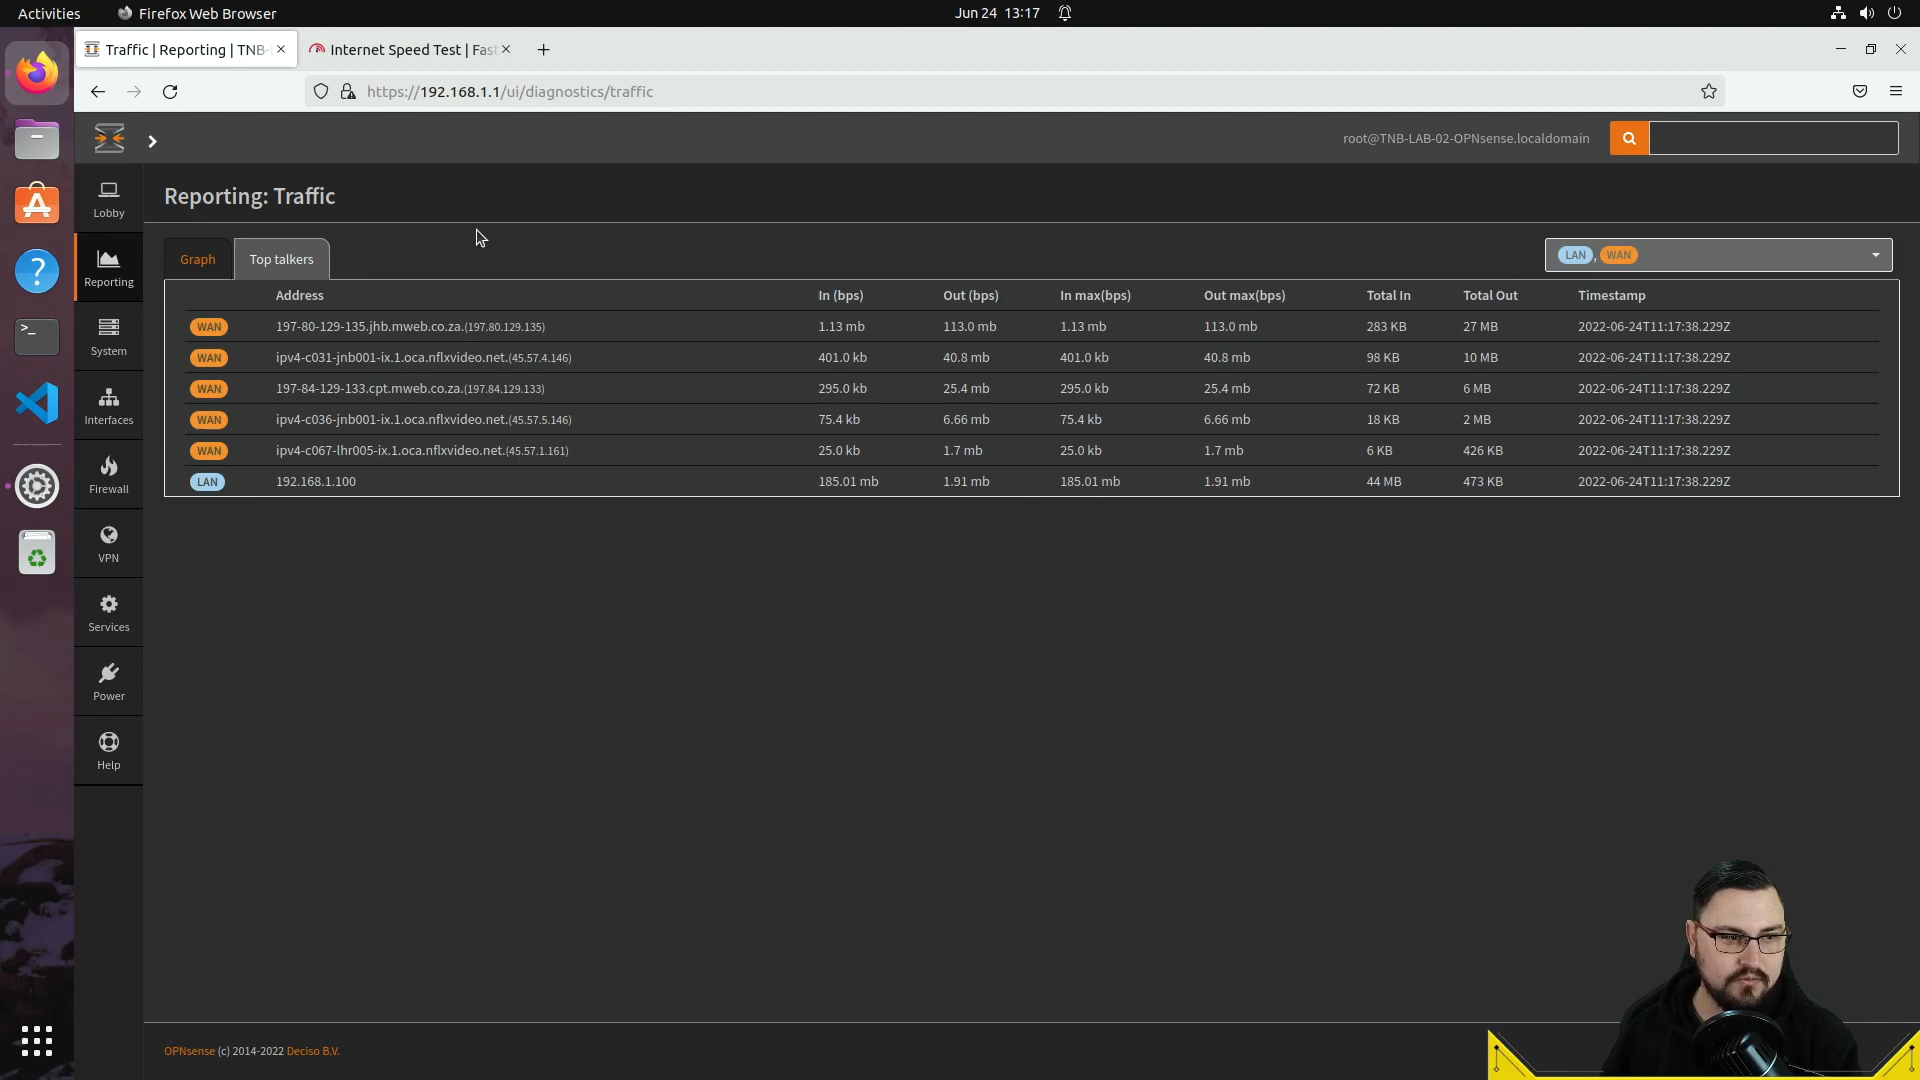 Activities Firefox Web Browser Jun 24 13:17
Traffic | Reporting | TNB- Internet Speed Test | Fast
https://192.168.1.1/ui/diagnostics/traffic
root@TNB-LAB-02-OPNsense.localdomain
Lobby
Reporting
System
Interfaces
Firewall
VPN
Services
Power
Help
Reporting: Traffic
Graph Top talkers LAN, WAN
Address In (bps) Out (bps) In max(bps) Out max(bps) Total In Total Out Timestamp
WAN 197-80-129-135.jhb.mweb.co.za.(197.80.129.135) 1.13 mb 113.0 mb 1.13 mb 113.0 mb 283 KB 27 MB 2022-06-24T11:17:38.229Z
WAN ipv4-c031-jnb001-ix.1.oca.nflxvideo.net.(45.57.4.146) 401.0 kb 40.8 mb 401.0 kb 40.8 mb 98 KB 10 MB 2022-06-24T11:17:38.229Z
WAN 197-84-129-133.cpt.mweb.co.za.(197.84.129.133) 295.0 kb 25.4 mb 295.0 kb 25.4 mb 72 KB 6 MB 2022-06-24T11:17:38.229Z
WAN ipv4-c036-jnb001-ix.1.oca.nflxvideo.net.(45.57.5.146) 75.4 kb 6.66 mb 75.4 kb 6.66 mb 18 KB 2 MB 2022-06-24T11:17:38.229Z
WAN ipv4-c067-lhr005-ix.1.oca.nflxvideo.net.(45.57.1.161) 25.0 kb 1.7 mb 25.0 kb 1.7 mb 6 KB 426 KB 2022-06-24T11:17:38.229Z
LAN 192.168.1.100 185.01 mb 1.91 mb 185.01 mb 1.91 mb 44 MB 473 KB 2022-06-24T11:17:38.229Z
OPNsense (c) 2014-2022 Deciso B.V.